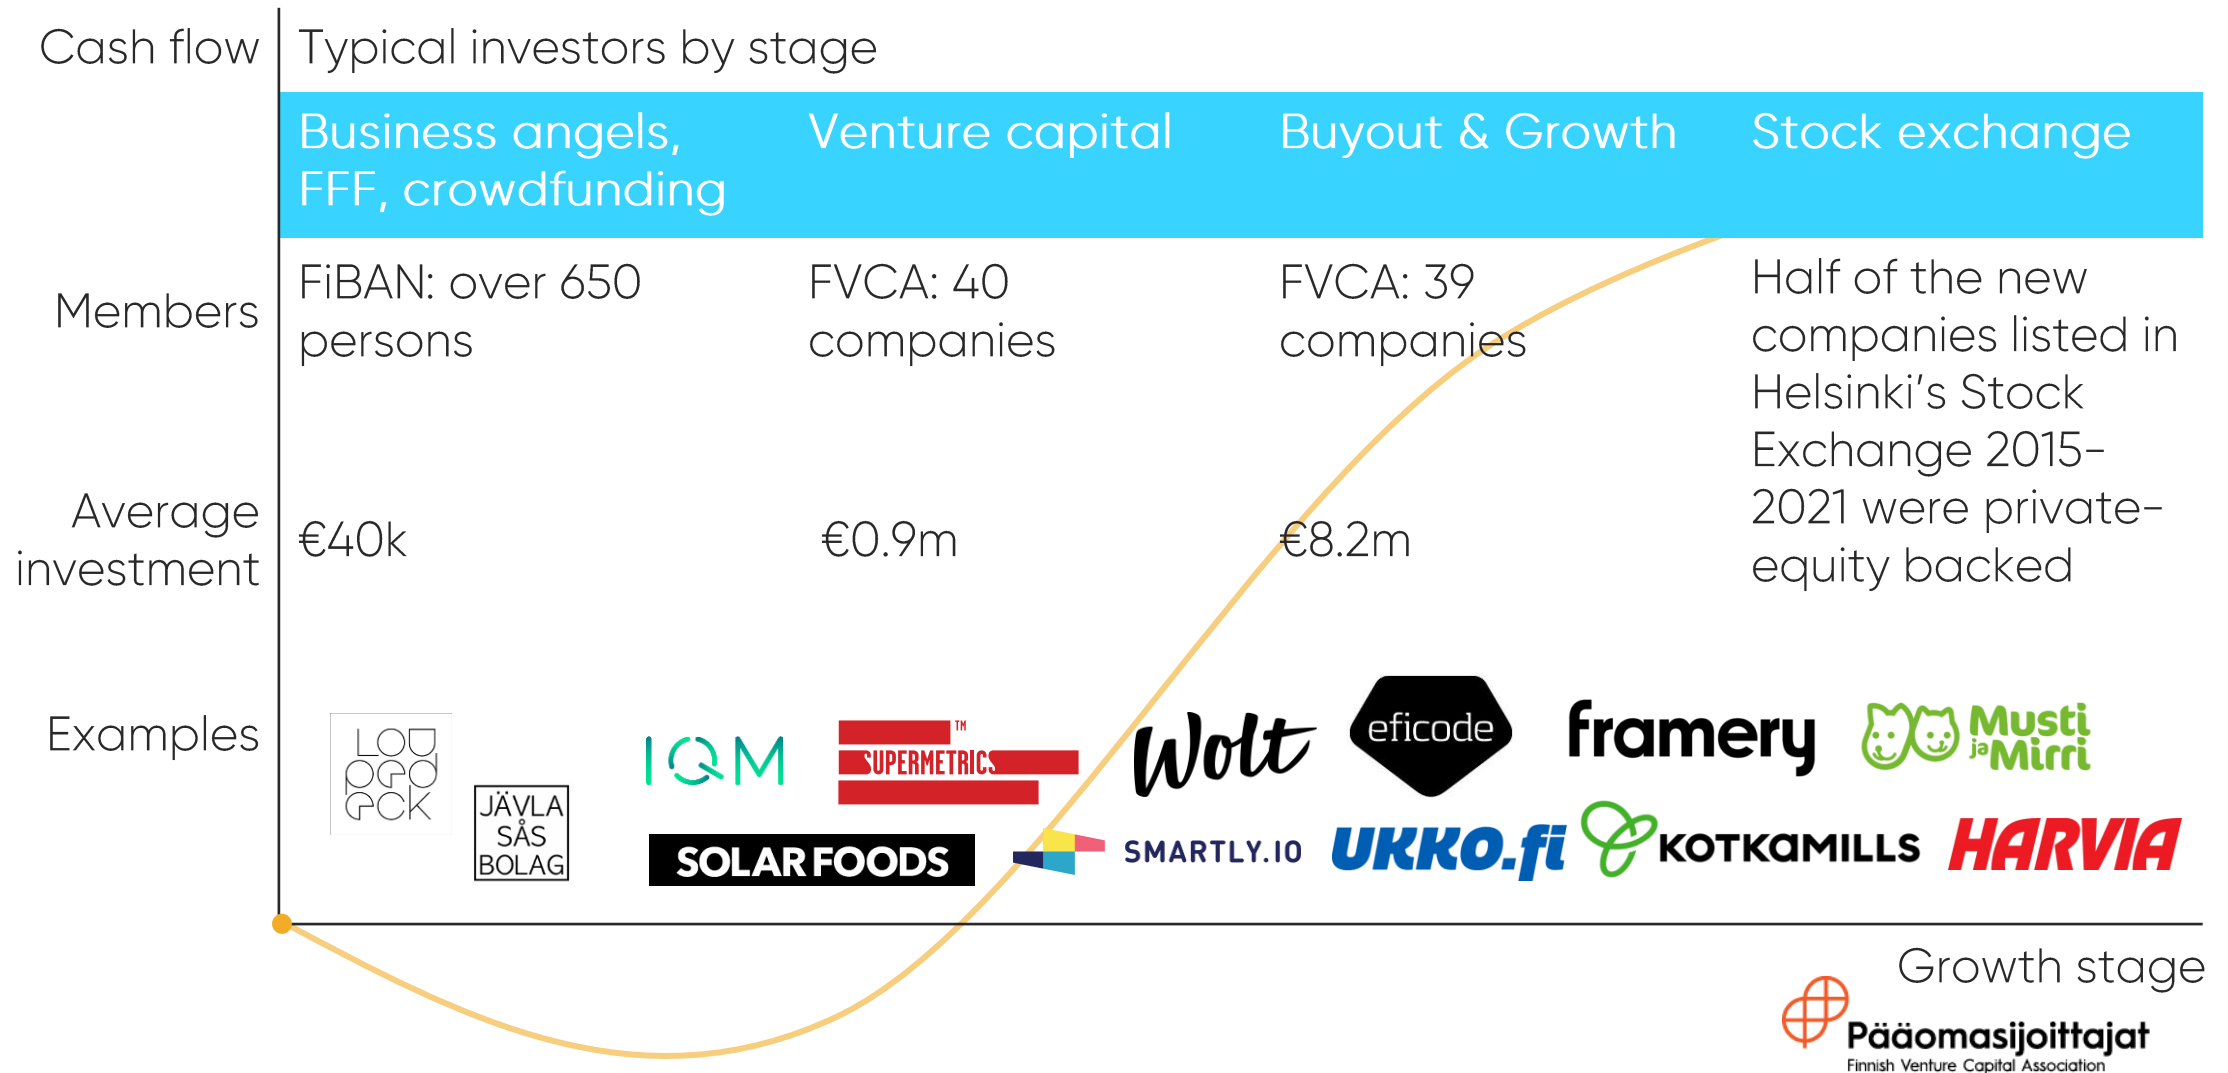 Cash flow
Typical investors by stage
Business angels,
FFF, crowdfunding
Venture capital
Buyout & Growth
Stock exchange
Members
FiBAN: over 650
persons
FVCA: 40
companies
FVCA: 39
companies
Half of the new
companies listed in
Helsinki's Stock
Exchange 2015-
2021 were private-
equity backed
Average
investment
€40k
€0.9m
€8.2m
Examples
LOUPEDECK
JÄVLA
SÅS
BOLAG
IQM
SOLAR FOODS
SUPERMETRICS™
SMARTLY.IO
Wolt
eficode
UKKO.fi
framery
KOTKAMILLS
Musti
ja Mirri
HARVIA
Growth stage
Pääomasijoittajat
Finnish Venture Capital Association